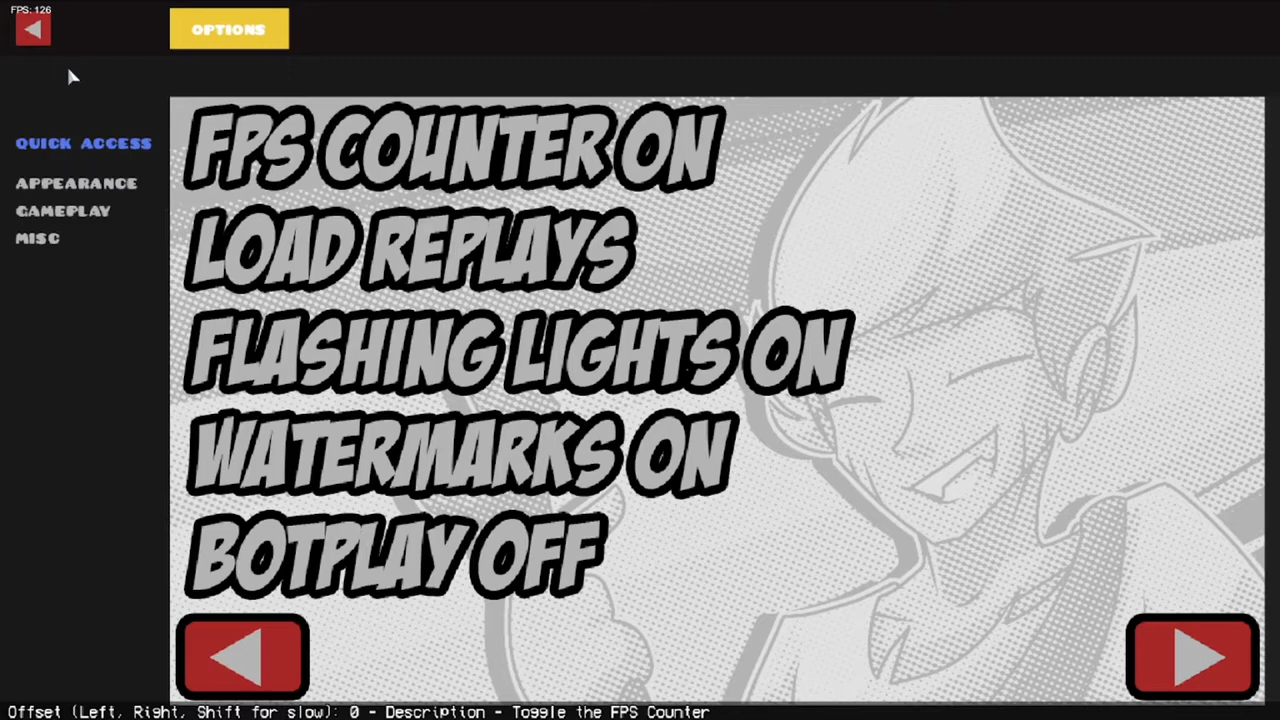 FPS: 126
OPTIONS
QUICK ACCESS
APPEARANCE
GAMEPLAY
MISC
FPS COUNTER ON
LOAD REPLAYS
FLASHING LIGHTS ON
WATERMARKS ON
BOTPLAY OFF
Offset (Left, Right, Shift for slow): 0 - Description - Toggle the FPS Counter